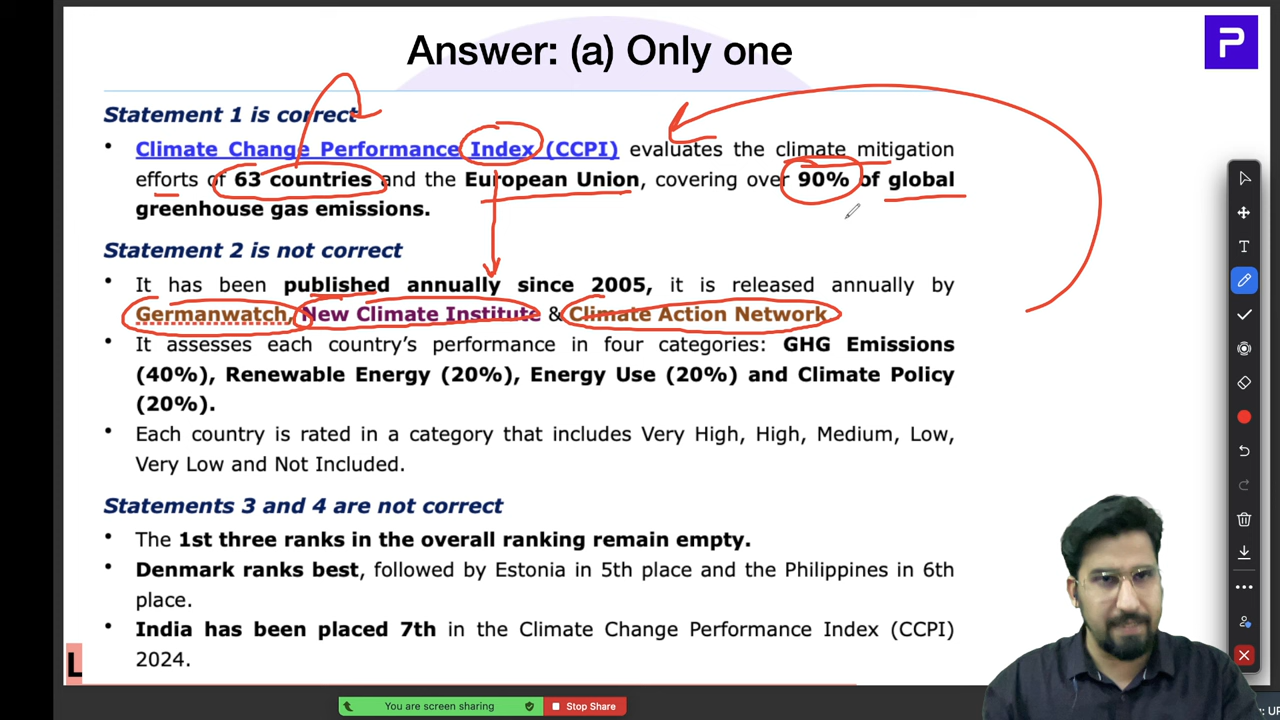 Answer: (a) Only one
P
Statement 1 is correct
• Climate Change Performance Index (CCPI) evaluates the climate mitigation
efforts of 63 countries and the European Union, covering over 90% of global
greenhouse gas emissions.
Statement 2 is not correct
• It has been published annually since 2005, it is released annually by
Germanwatch, New Climate Institute & Climate Action Network.
• It assesses each country's performance in four categories: GHG Emissions
(40%), Renewable Energy (20%), Energy Use (20%) and Climate Policy
(20%).
• Each country is rated in a category that includes Very High, High, Medium, Low,
Very Low and Not Included.
Statements 3 and 4 are not correct
• The 1st three ranks in the overall ranking remain empty.
• Denmark ranks best, followed by Estonia in 5th place and the Philippines in 6th
place.
• India has been placed 7th in the Climate Change Performance Index (CCPI)
2024.
L
T
You are screen sharing
Stop Share
: UP